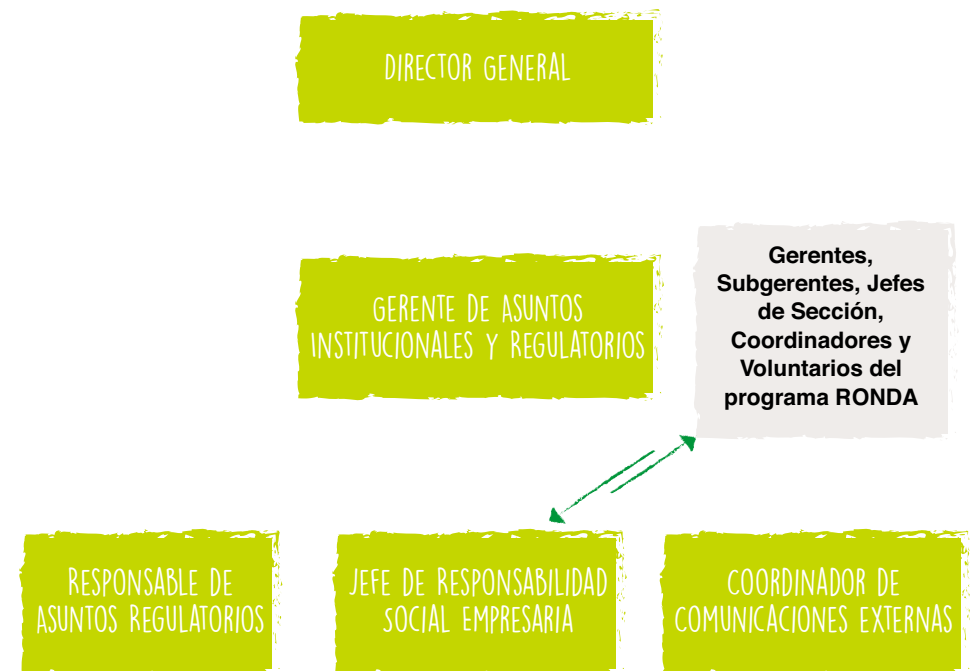 DIRECTOR GENERAL
GERENTE DE ASUNTOS
INSTITUCIONALES Y REGULATORIOS
Gerentes,
Subgerentes, Jefes
de Sección,
Coordinadores y
Voluntarios del
programa RONDA
RESPONSABLE DE
ASUNTOS REGULATORIOS
JEFE DE RESPONSABILIDAD
SOCIAL EMPRESARIA
COORDINADOR DE
COMUNICACIONES EXTERNAS